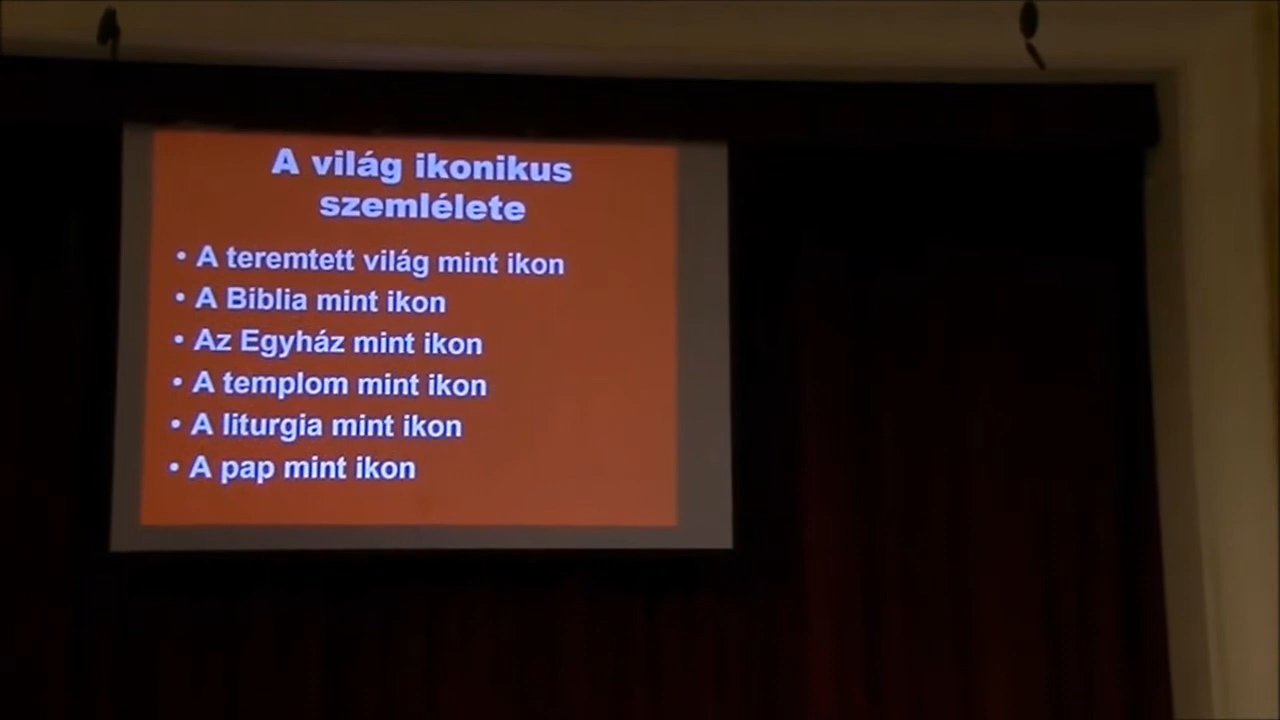 A világ ikonikus
szemlélete
• A teremtett világ mint ikon
• A Biblia mint ikon
• Az Egyház mint ikon
• A templom mint ikon
• A liturgia mint ikon
• A pap mint ikon